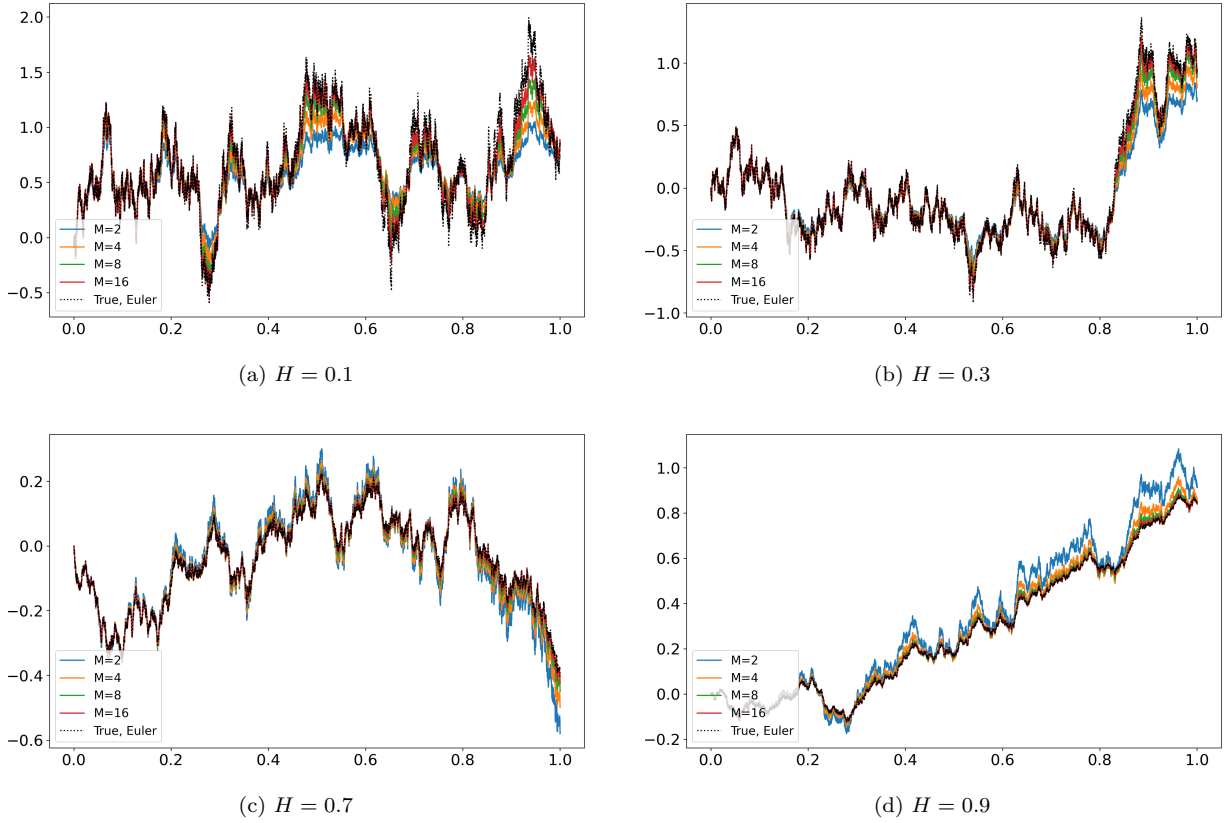 2.0
1.5
1.0
0.5
0.0
−0.5
M=2
M=4
M=8
M=16
True, Euler
0.0 0.2 0.4 0.6 0.8 1.0
(a) H = 0.1
1.0
0.5
0.0
−0.5
−1.0
M=2
M=4
M=8
M=16
True, Euler
0.0 0.2 0.4 0.6 0.8 1.0
(b) H = 0.3
0.2
0.0
−0.2
−0.4
−0.6
M=2
M=4
M=8
M=16
True, Euler
0.0 0.2 0.4 0.6 0.8 1.0
(c) H = 0.7
1.0
0.8
0.6
0.4
0.2
0.0
−0.2
M=2
M=4
M=8
M=16
True, Euler
0.0 0.2 0.4 0.6 0.8 1.0
(d) H = 0.9